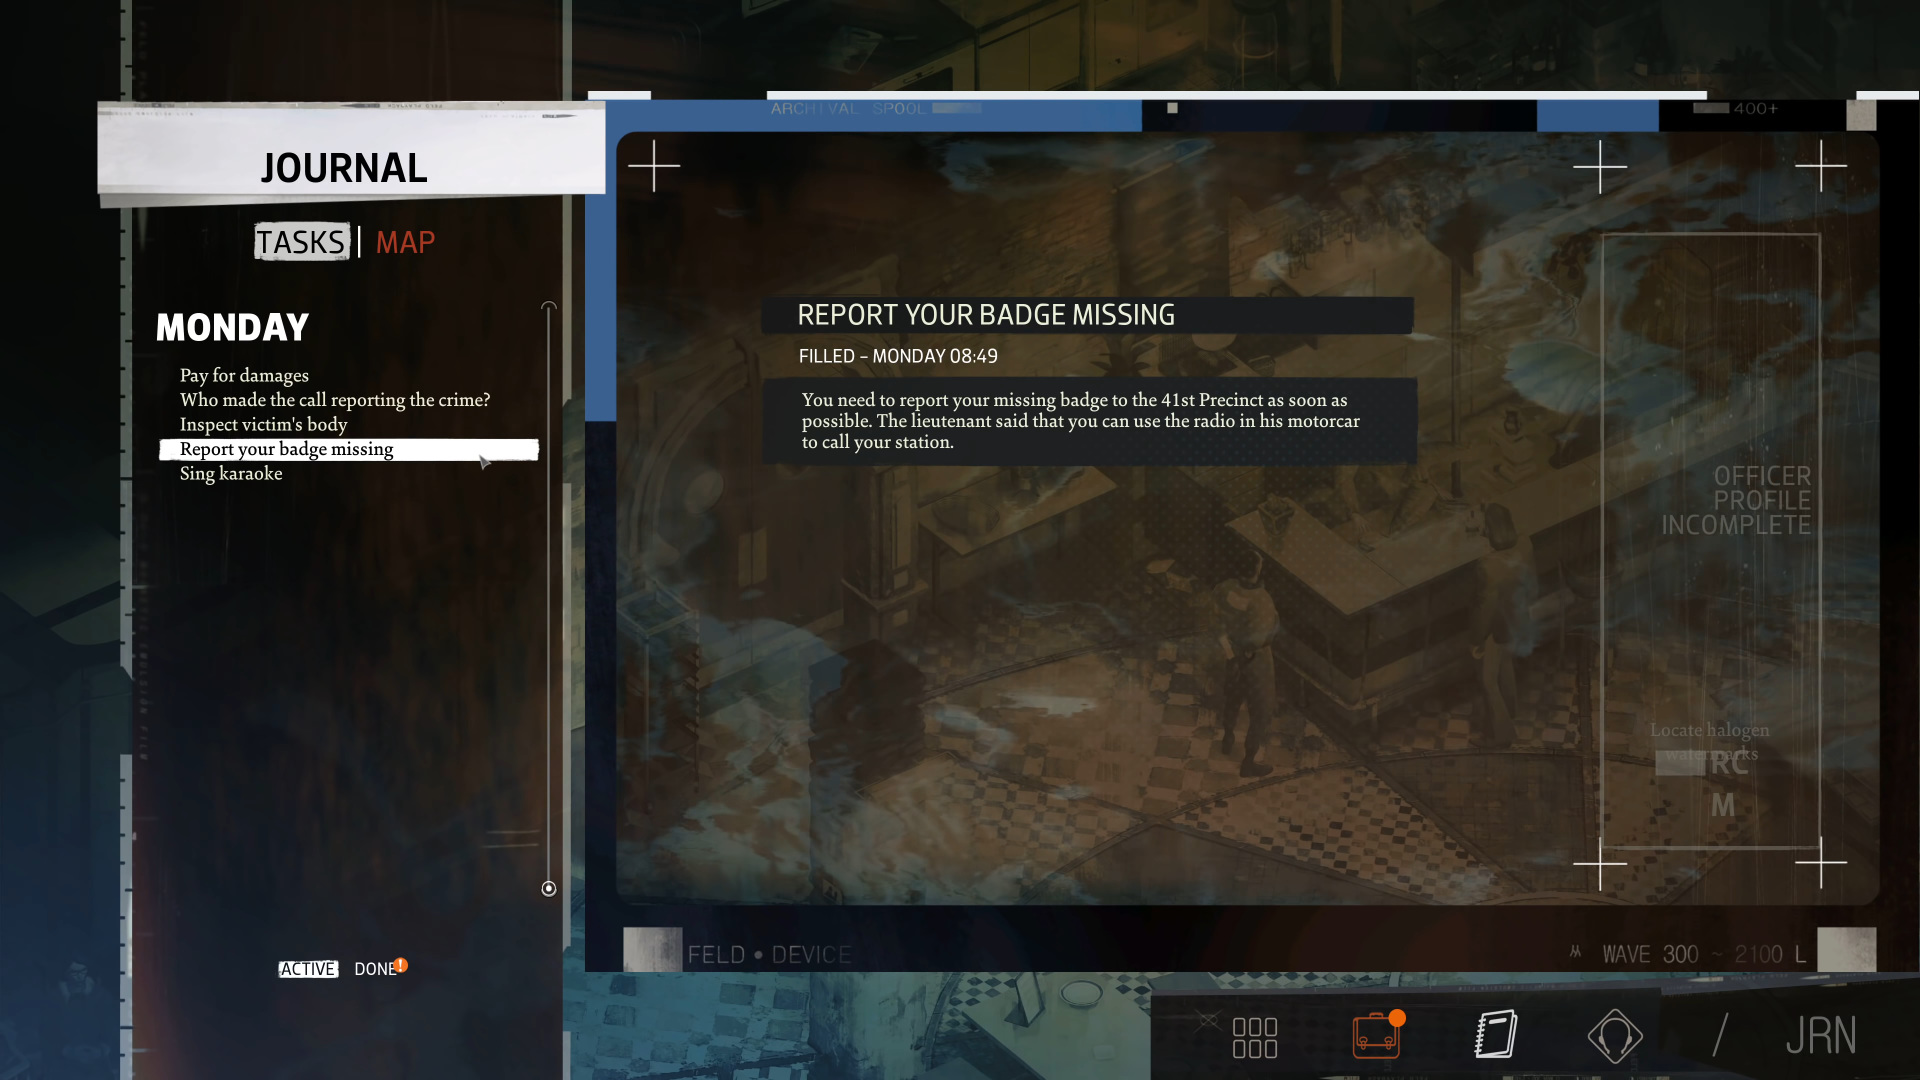 ARCHIVAL SPOOL
400+
JOURNAL
TASKS | MAP
MONDAY
Pay for damages
Who made the call reporting the crime?
Inspect victim's body
Report your badge missing
Sing karaoke
ACTIVE DONE!
REPORT YOUR BADGE MISSING
FILLED – MONDAY 08:49
You need to report your missing badge to the 41st Precinct as soon as
possible. The lieutenant said that you can use the radio in his motorcar
to call your station.
OFFICER
PROFILE
INCOMPLETE
Locate halogen
watermarks
RC
M
FELD • DEVICE
WAVE 300 ~ 2100 L
/ JRN